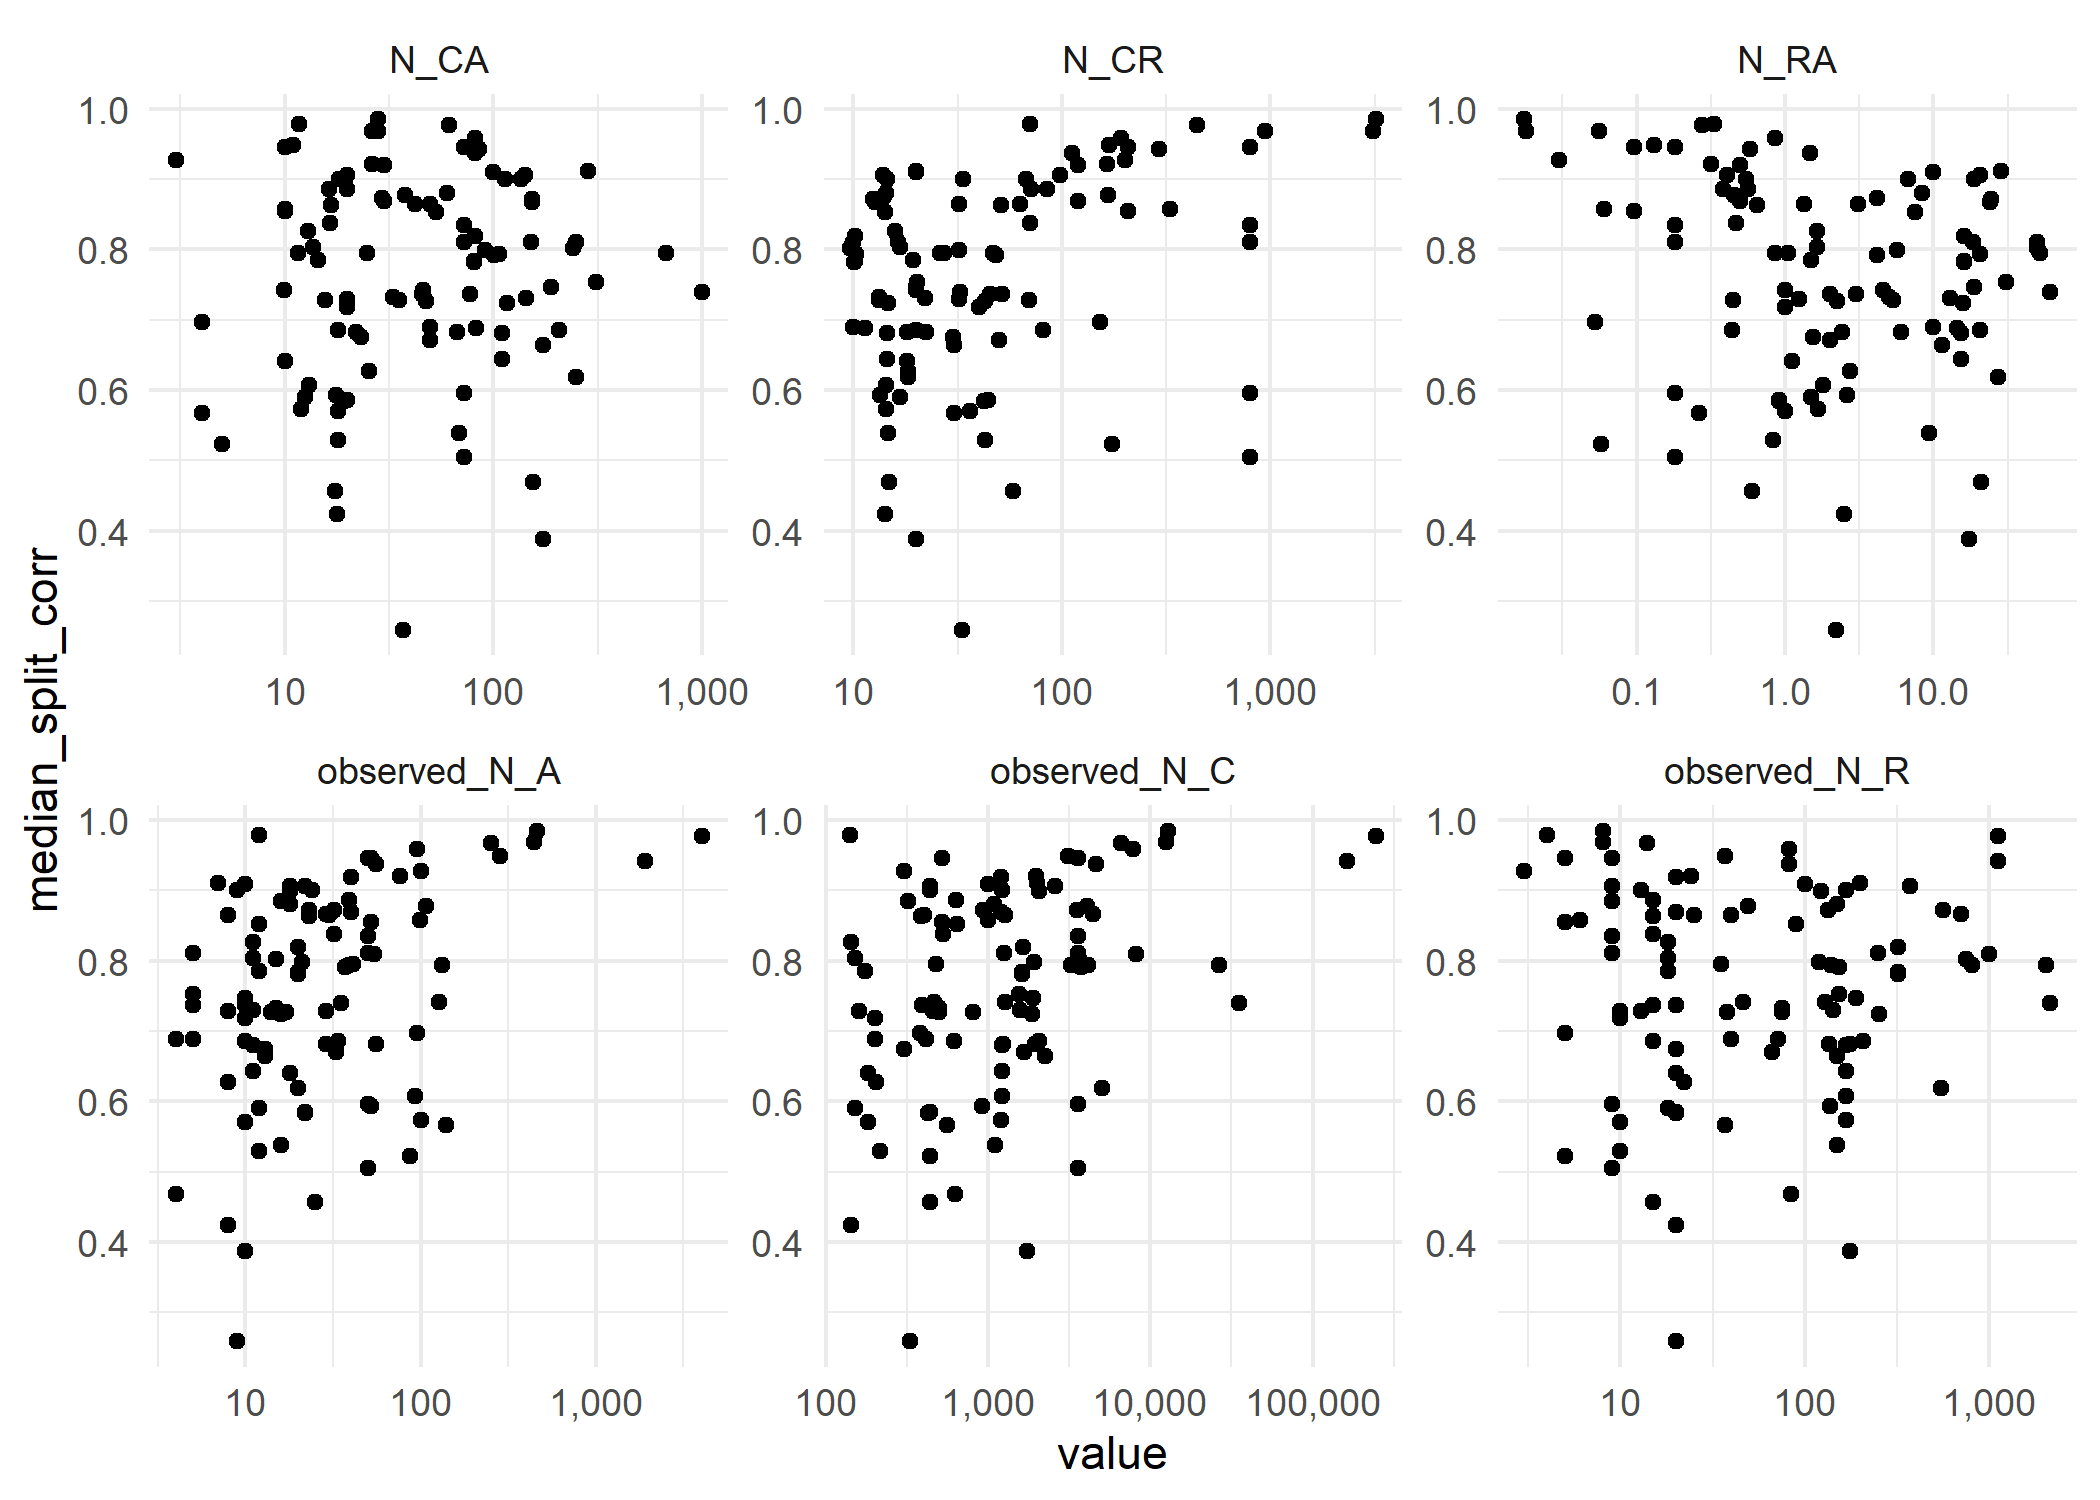 N_CA N_CR N_RA
1.0 1.0 1.0
0.8 0.8 0.8
0.6 0.6 0.6
0.4 0.4 0.4
10 100 1,000 10 100 1,000 0.1 1.0 10.0
median_split_corr
observed_N_A observed_N_C observed_N_R
1.0 1.0 1.0
0.8 0.8 0.8
0.6 0.6 0.6
0.4 0.4 0.4
10 100 1,000 100 1,000 10,000 100,000 10 100 1,000
value